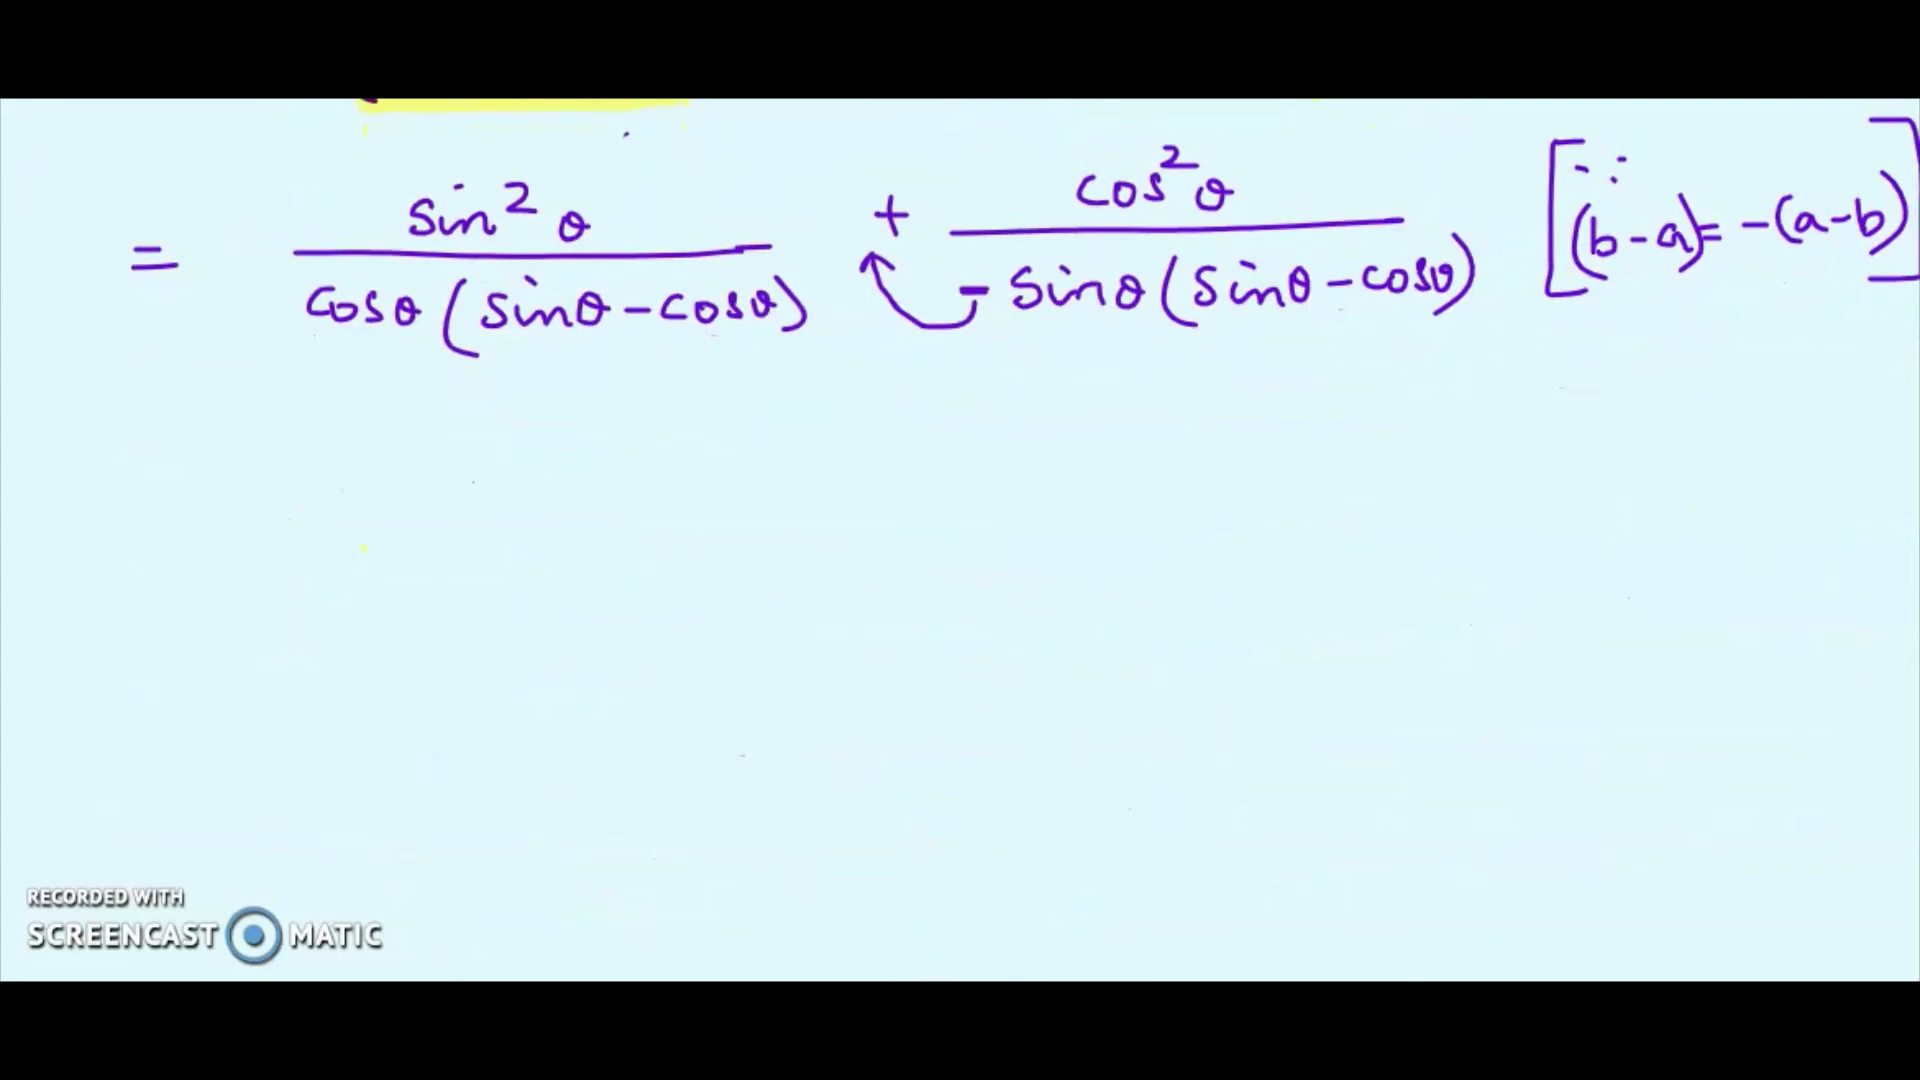 = sin²θ / cosθ(sinθ-cosθ) + cos²θ / -sinθ(sinθ-cosθ) [∵ (b-a)= -(a-b)]
RECORDED WITH
SCREENCAST MATIC